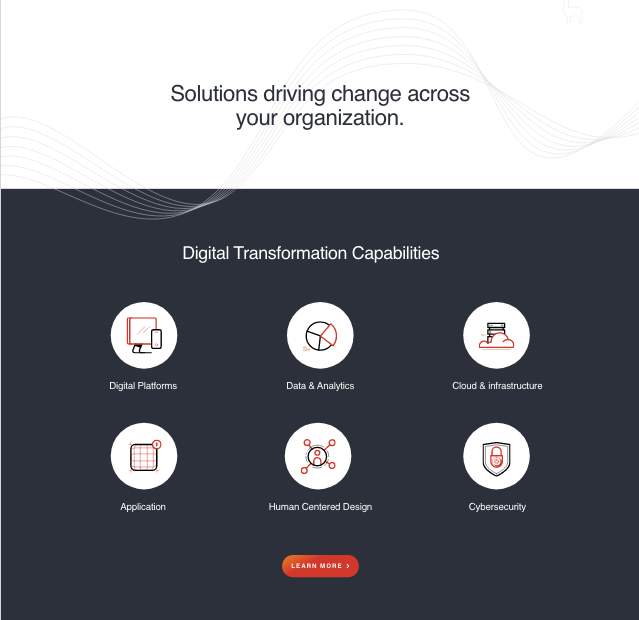 Solutions driving change across
your organization.
Digital Transformation Capabilities
Digital Platforms
Data & Analytics
Cloud & infrastructure
Application
Human Centered Design
Cybersecurity
LEARN MORE >